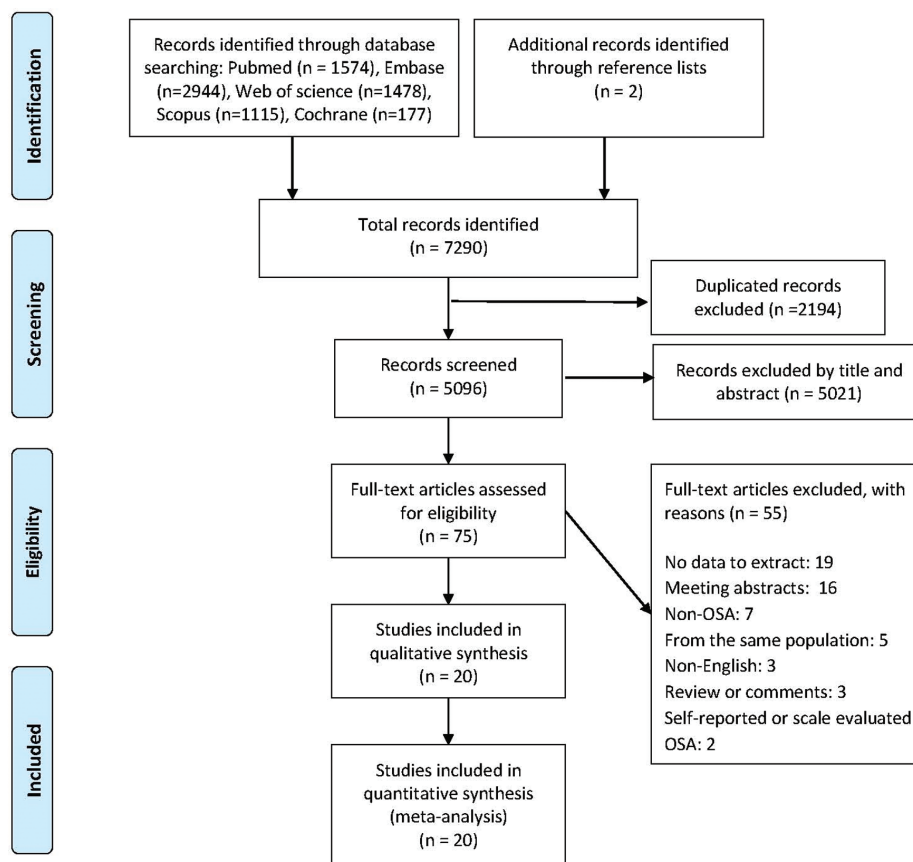 Identification
Records identified through database
searching: Pubmed (n = 1574), Embase
(n=2944), Web of science (n=1478),
Scopus (n=1115), Cochrane (n=177)
Additional records identified
through reference lists
(n = 2)
Total records identified
(n = 7290)
Screening
Duplicated records
excluded (n =2194)
Records screened
(n = 5096)
Records excluded by title and
abstract (n = 5021)
Eligibility
Full-text articles assessed
for eligibility
(n = 75)
Full-text articles excluded, with
reasons (n = 55)
No data to extract: 19
Meeting abstracts: 16
Non-OSA: 7
From the same population: 5
Non-English: 3
Review or comments: 3
Self-reported or scale evaluated
OSA: 2
Studies included in
qualitative synthesis
(n = 20)
Included
Studies included in
quantitative synthesis
(meta-analysis)
(n = 20)